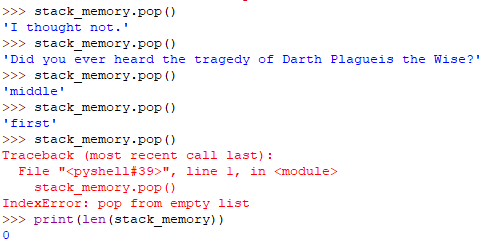 >>> stack_memory.pop()
'I thought not.'
>>> stack_memory.pop()
'Did you ever heard the tragedy of Darth Plagueis the Wise?'
>>> stack_memory.pop()
'middle'
>>> stack_memory.pop()
'first'
>>> stack_memory.pop()
Traceback (most recent call last):
  File "<pyshell#39>", line 1, in <module>
    stack_memory.pop()
IndexError: pop from empty list
>>> print(len(stack_memory))
0